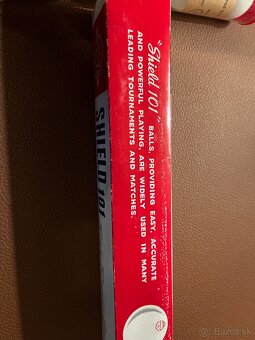 "Shield 101" BALLS, PROVIDING EASY, ACCURATE
AND POWERFUL PLAYING, ARE WIDELY USED IN MANY
LEADING TOURNAMENTS AND MATCHES.
SHIELD 101
Bazos.sk